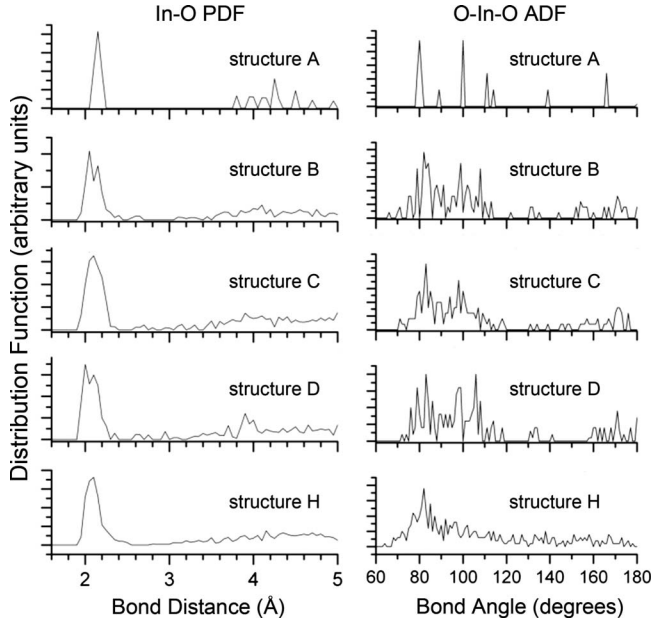 In-O PDF
O-In-O ADF
structure A
structure A
structure B
structure B
structure C
structure C
structure D
structure D
structure H
structure H
Distribution Function (arbitrary units)
2 3 4 5
60 80 100 120 140 160 180
Bond Distance (Å)
Bond Angle (degrees)